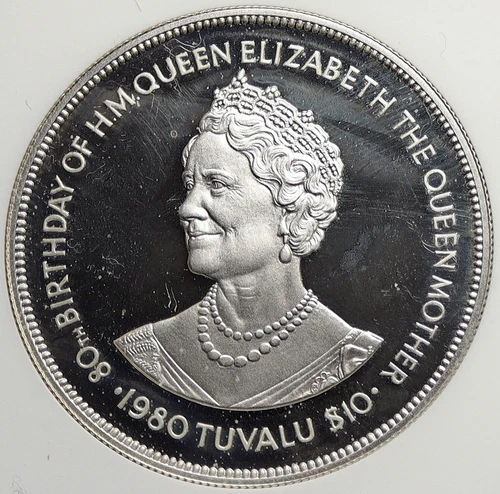 80TH BIRTHDAY OF H.M. QUEEN ELIZABETH THE QUEEN MOTHER
· 1980 TUVALU $10 ·